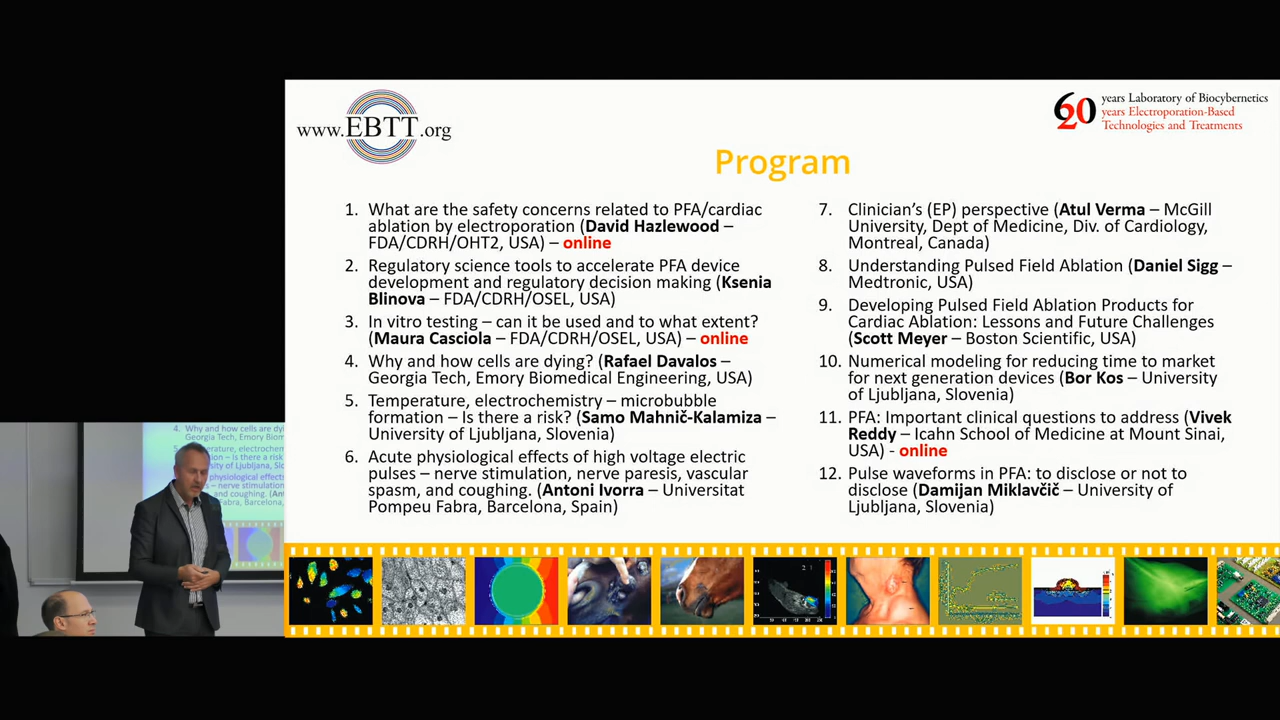 www.EBTT.org
60
20
years Laboratory of Biocybernetics
years Electroporation-Based
Technologies and Treatments
Program
1. What are the safety concerns related to PFA/cardiac
ablation by electroporation (David Hazlewood –
FDA/CDRH/OHT2, USA) – online
2. Regulatory science tools to accelerate PFA device
development and regulatory decision making (Ksenia
Blinova – FDA/CDRH/OSEL, USA)
3. In vitro testing – can it be used and to what extent?
(Maura Casciola – FDA/CDRH/OSEL, USA) – online
4. Why and how cells are dying? (Rafael Davalos –
Georgia Tech, Emory Biomedical Engineering, USA)
5. Temperature, electrochemistry – microbubble
formation – Is there a risk? (Samo Mahnič-Kalamiza –
University of Ljubljana, Slovenia)
6. Acute physiological effects of high voltage electric
pulses – nerve stimulation, nerve paresis, vascular
spasm, and coughing. (Antoni Ivorra – Universitat
Pompeu Fabra, Barcelona, Spain)
7. Clinician's (EP) perspective (Atul Verma – McGill
University, Dept of Medicine, Div. of Cardiology,
Montreal, Canada)
8. Understanding Pulsed Field Ablation (Daniel Sigg –
Medtronic, USA)
9. Developing Pulsed Field Ablation Products for
Cardiac Ablation: Lessons and Future Challenges
(Scott Meyer – Boston Scientific, USA)
10. Numerical modeling for reducing time to market
for next generation devices (Bor Kos – University
of Ljubljana, Slovenia)
11. PFA: Important clinical questions to address (Vivek
Reddy – Icahn School of Medicine at Mount Sinai,
USA) - online
12. Pulse waveforms in PFA: to disclose or not to
disclose (Damijan Miklavčič – University of
Ljubljana, Slovenia)
4. Why and how cells are dyi
Georgia Tech, Emory Biom